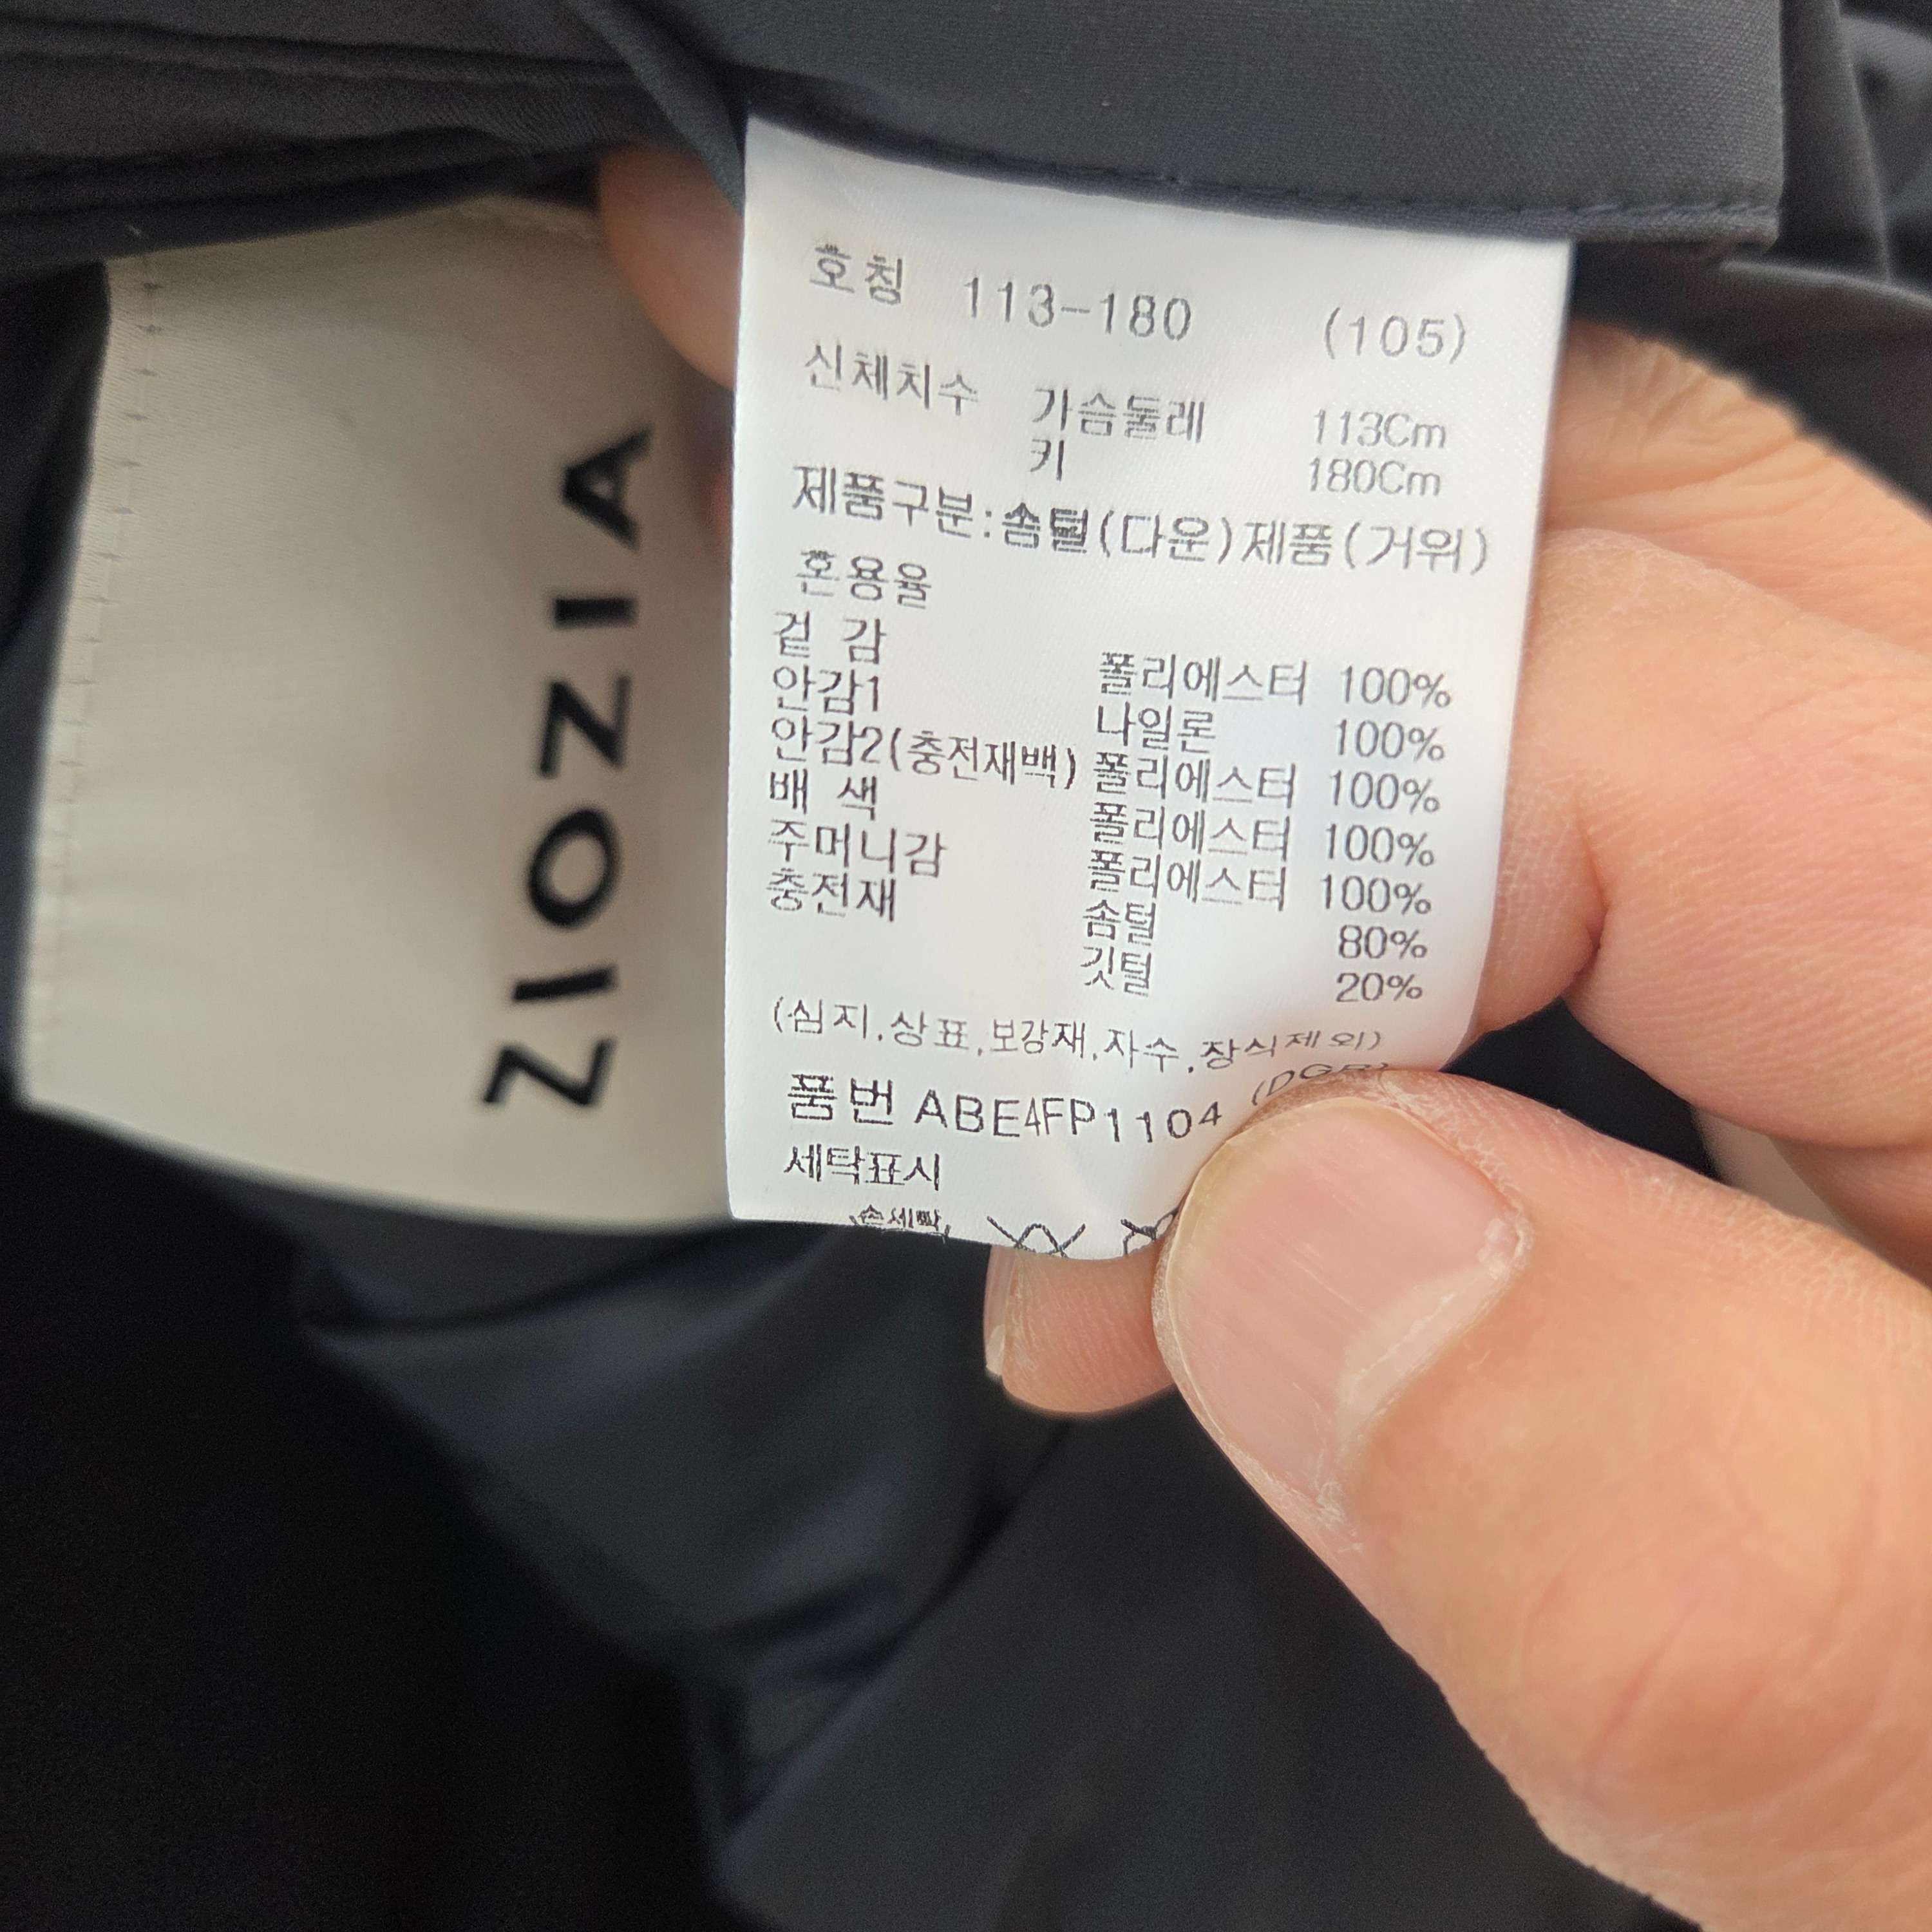 ZIOZIA
호칭 113-180 (105)
신체치수 가슴둘레 113Cm
키 180Cm
제품구분:솜털(다운)제품(거위)
혼용율
겉 감 폴리에스터 100%
안감1 나일론 100%
안감2(충전재백) 폴리에스터 100%
배 색 폴리에스터 100%
주머니감 폴리에스터 100%
충전재 솜털 80%
깃털 20%
(심지,상표,보강재,자수,장식제외)
품번 ABE4FP1104
세탁표시